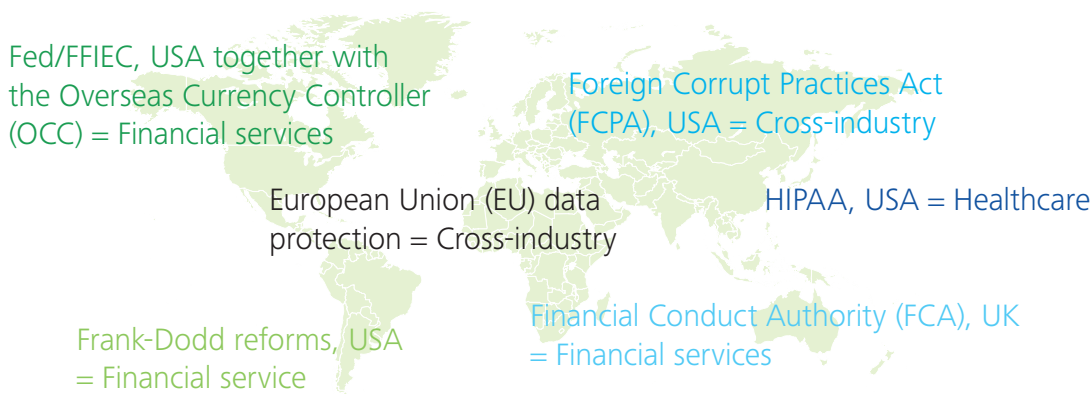 Fed/FFIEC, USA together with
the Overseas Currency Controller
(OCC) = Financial services
Foreign Corrupt Practices Act
(FCPA), USA = Cross-industry
European Union (EU) data
protection = Cross-industry
HIPAA, USA = Healthcare
Frank-Dodd reforms, USA
= Financial service
Financial Conduct Authority (FCA), UK
= Financial services